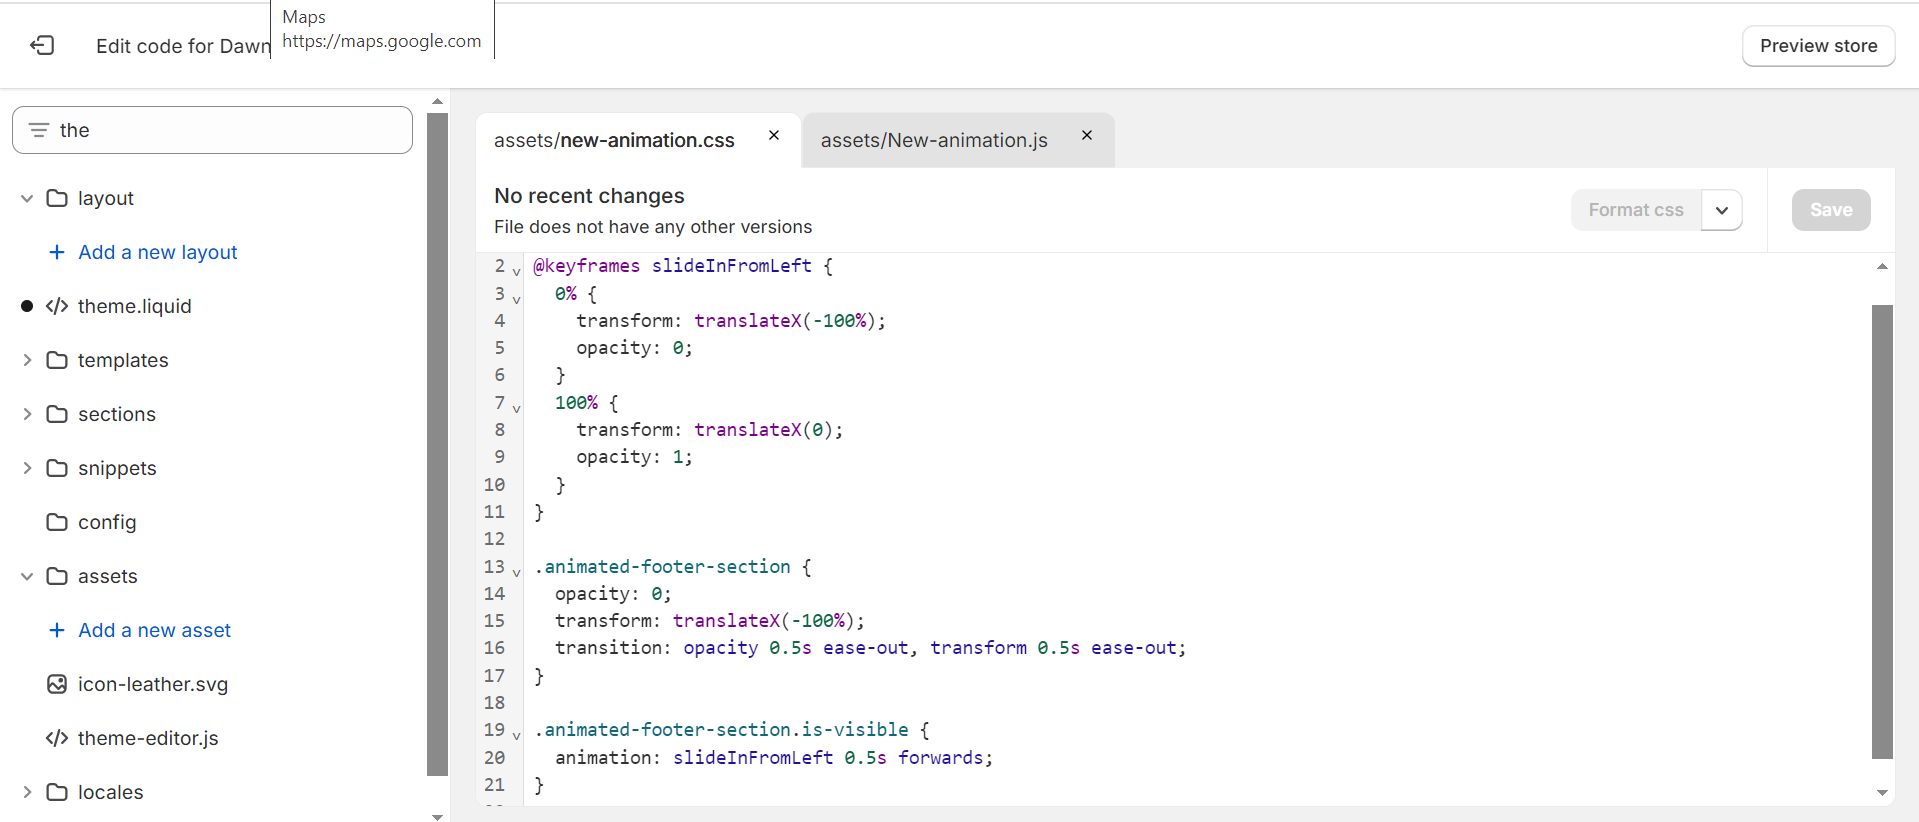 Maps
https://maps.google.com
Edit code for Dawn
Preview store
the
layout
Add a new layout
theme.liquid
templates
sections
snippets
config
assets
Add a new asset
icon-leather.svg
theme-editor.js
locales
assets/new-animation.css
assets/New-animation.js
No recent changes
File does not have any other versions
Format css
Save
2 @keyframes slideInFromLeft {
3   0% {
4     transform: translateX(-100%);
5     opacity: 0;
6   }
7   100% {
8     transform: translateX(0);
9     opacity: 1;
10   }
11 }
12
13 .animated-footer-section {
14   opacity: 0;
15   transform: translateX(-100%);
16   transition: opacity 0.5s ease-out, transform 0.5s ease-out;
17 }
18
19 .animated-footer-section.is-visible {
20   animation: slideInFromLeft 0.5s forwards;
21 }